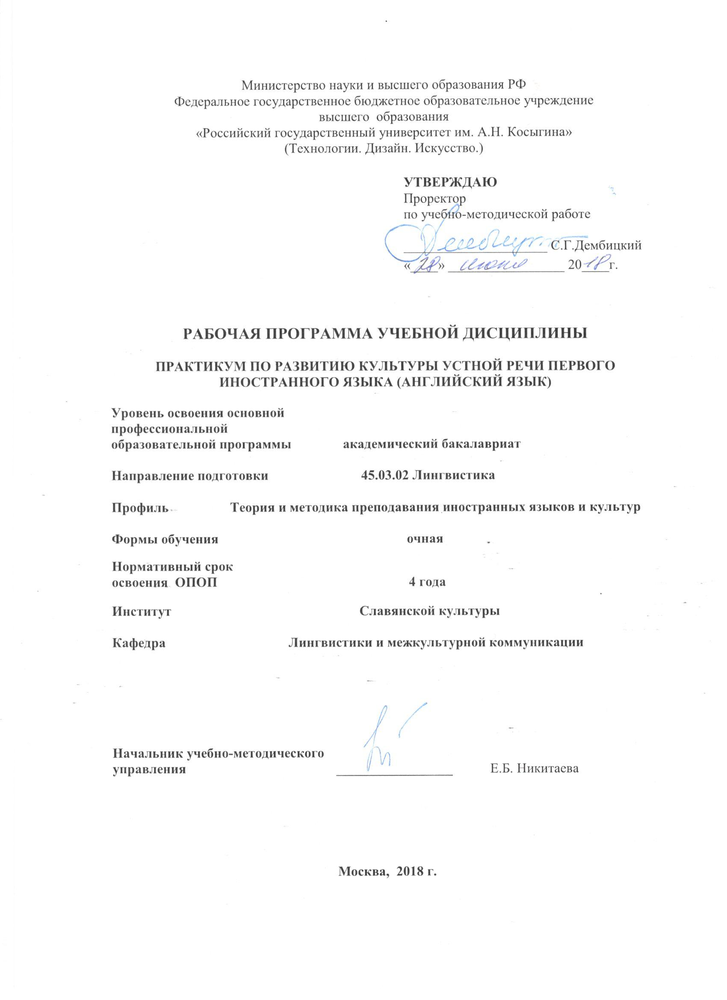 Министерство науки и высшего образования РФ
Федеральное государственное бюджетное образовательное учреждение
высшего образования
«Российский государственный университет им. А.Н. Косыгина»
(Технологии. Дизайн. Искусство.)
УТВЕРЖДАЮ
Проректор
по учебно-методической работе
С.Г.Дембицкий
«28» июня 2018 г.
РАБОЧАЯ ПРОГРАММА УЧЕБНОЙ ДИСЦИПЛИНЫ
ПРАКТИКУМ ПО РАЗВИТИЮ КУЛЬТУРЫ УСТНОЙ РЕЧИ ПЕРВОГО
ИНОСТРАННОГО ЯЗЫКА (АНГЛИЙСКИЙ ЯЗЫК)
Уровень освоения основной
профессиональной
образовательной программы академический бакалавриат
Направление подготовки 45.03.02 Лингвистика
Профиль Теория и методика преподавания иностранных языков и культур
Формы обучения очная
Нормативный срок
освоения ОПОП 4 года
Институт Славянской культуры
Кафедра Лингвистики и межкультурной коммуникации
Начальник учебно-методического
управления Е.Б. Никитаева
Москва, 2018 г.